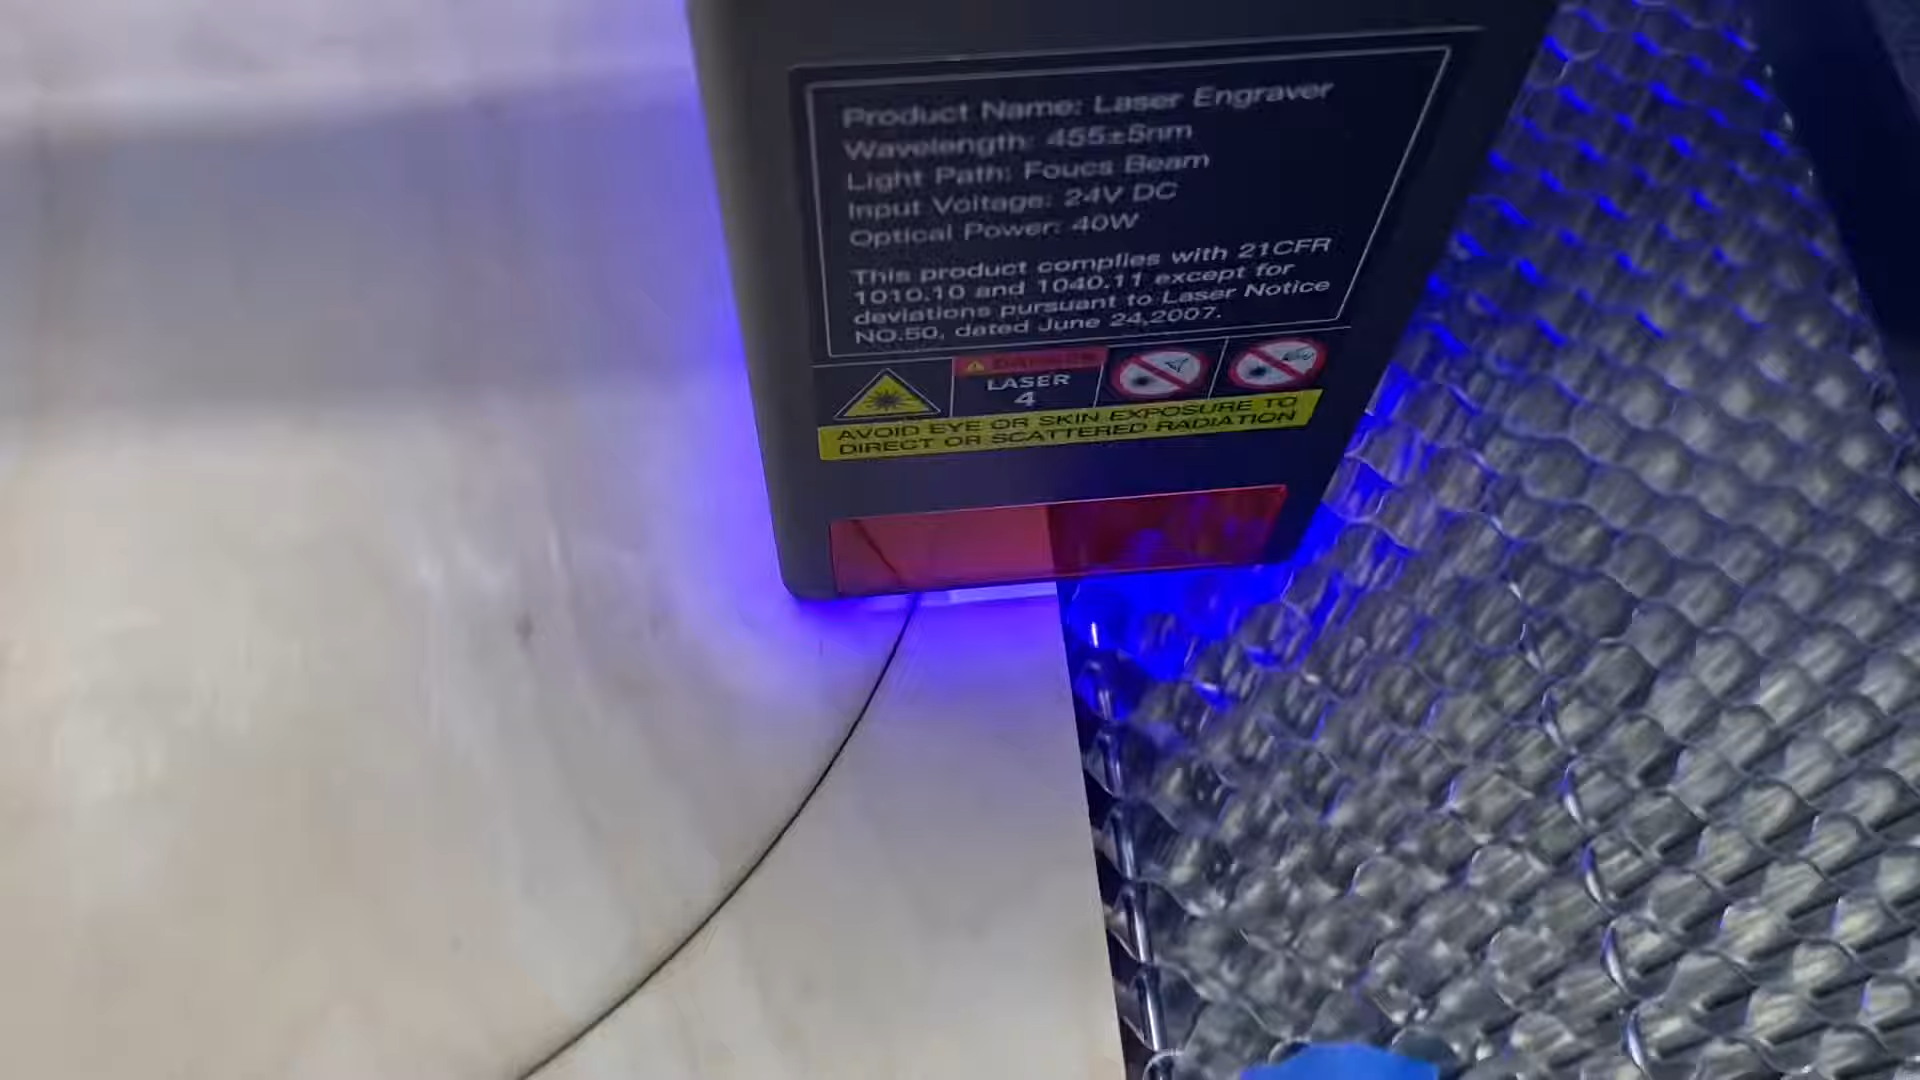 Product Name: Laser Engraver
Wavelength: 455±5nm
Light Path: Foucs Beam
Input Voltage: 24V DC
Optical Power: 40W
This product complies with 21CFR
1010.10 and 1040.11 except for
deviations pursuant to Laser Notice
NO.50, dated June 24,2007.
DANGER
LASER
4
AVOID EYE OR SKIN EXPOSURE TO
DIRECT OR SCATTERED RADIATION